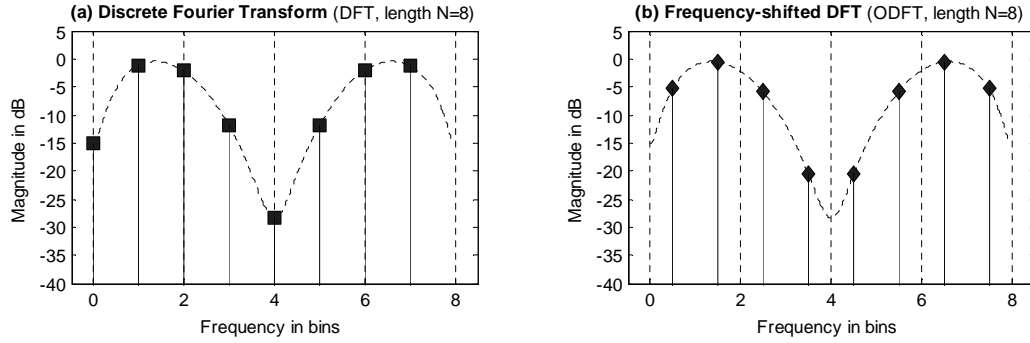 (a) Discrete Fourier Transform (DFT, length N=8)
5
0
-5
-10
-15
-20
-25
-30
-35
-40
Magnitude in dB
0 2 4 6 8
Frequency in bins
(b) Frequency-shifted DFT (ODFT, length N=8)
5
0
-5
-10
-15
-20
-25
-30
-35
-40
Magnitude in dB
0 2 4 6 8
Frequency in bins